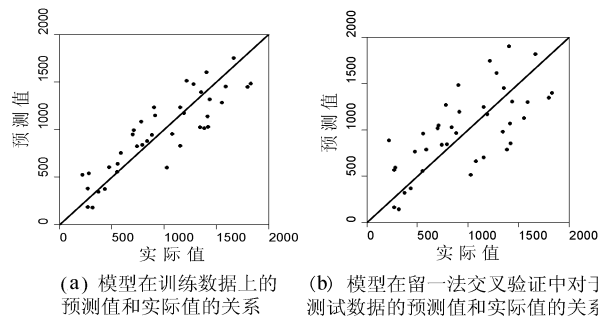 2000
1500
1000
500
0
预测值
0 500 1000 1500 2000
实际值
(a) 模型在训练数据上的
预测值和实际值的关系
2000
1500
1000
500
0
预测值
0 500 1000 1500 2000
实际值
(b) 模型在留一法交叉验证中对于
测试数据的预测值和实际值的关系